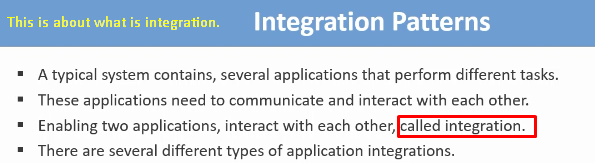 This is about what is integration.
Integration Patterns
▪ A typical system contains, several applications that perform different tasks.
▪ These applications need to communicate and interact with each other.
▪ Enabling two applications, interact with each other, called integration.
▪ There are several different types of application integrations.